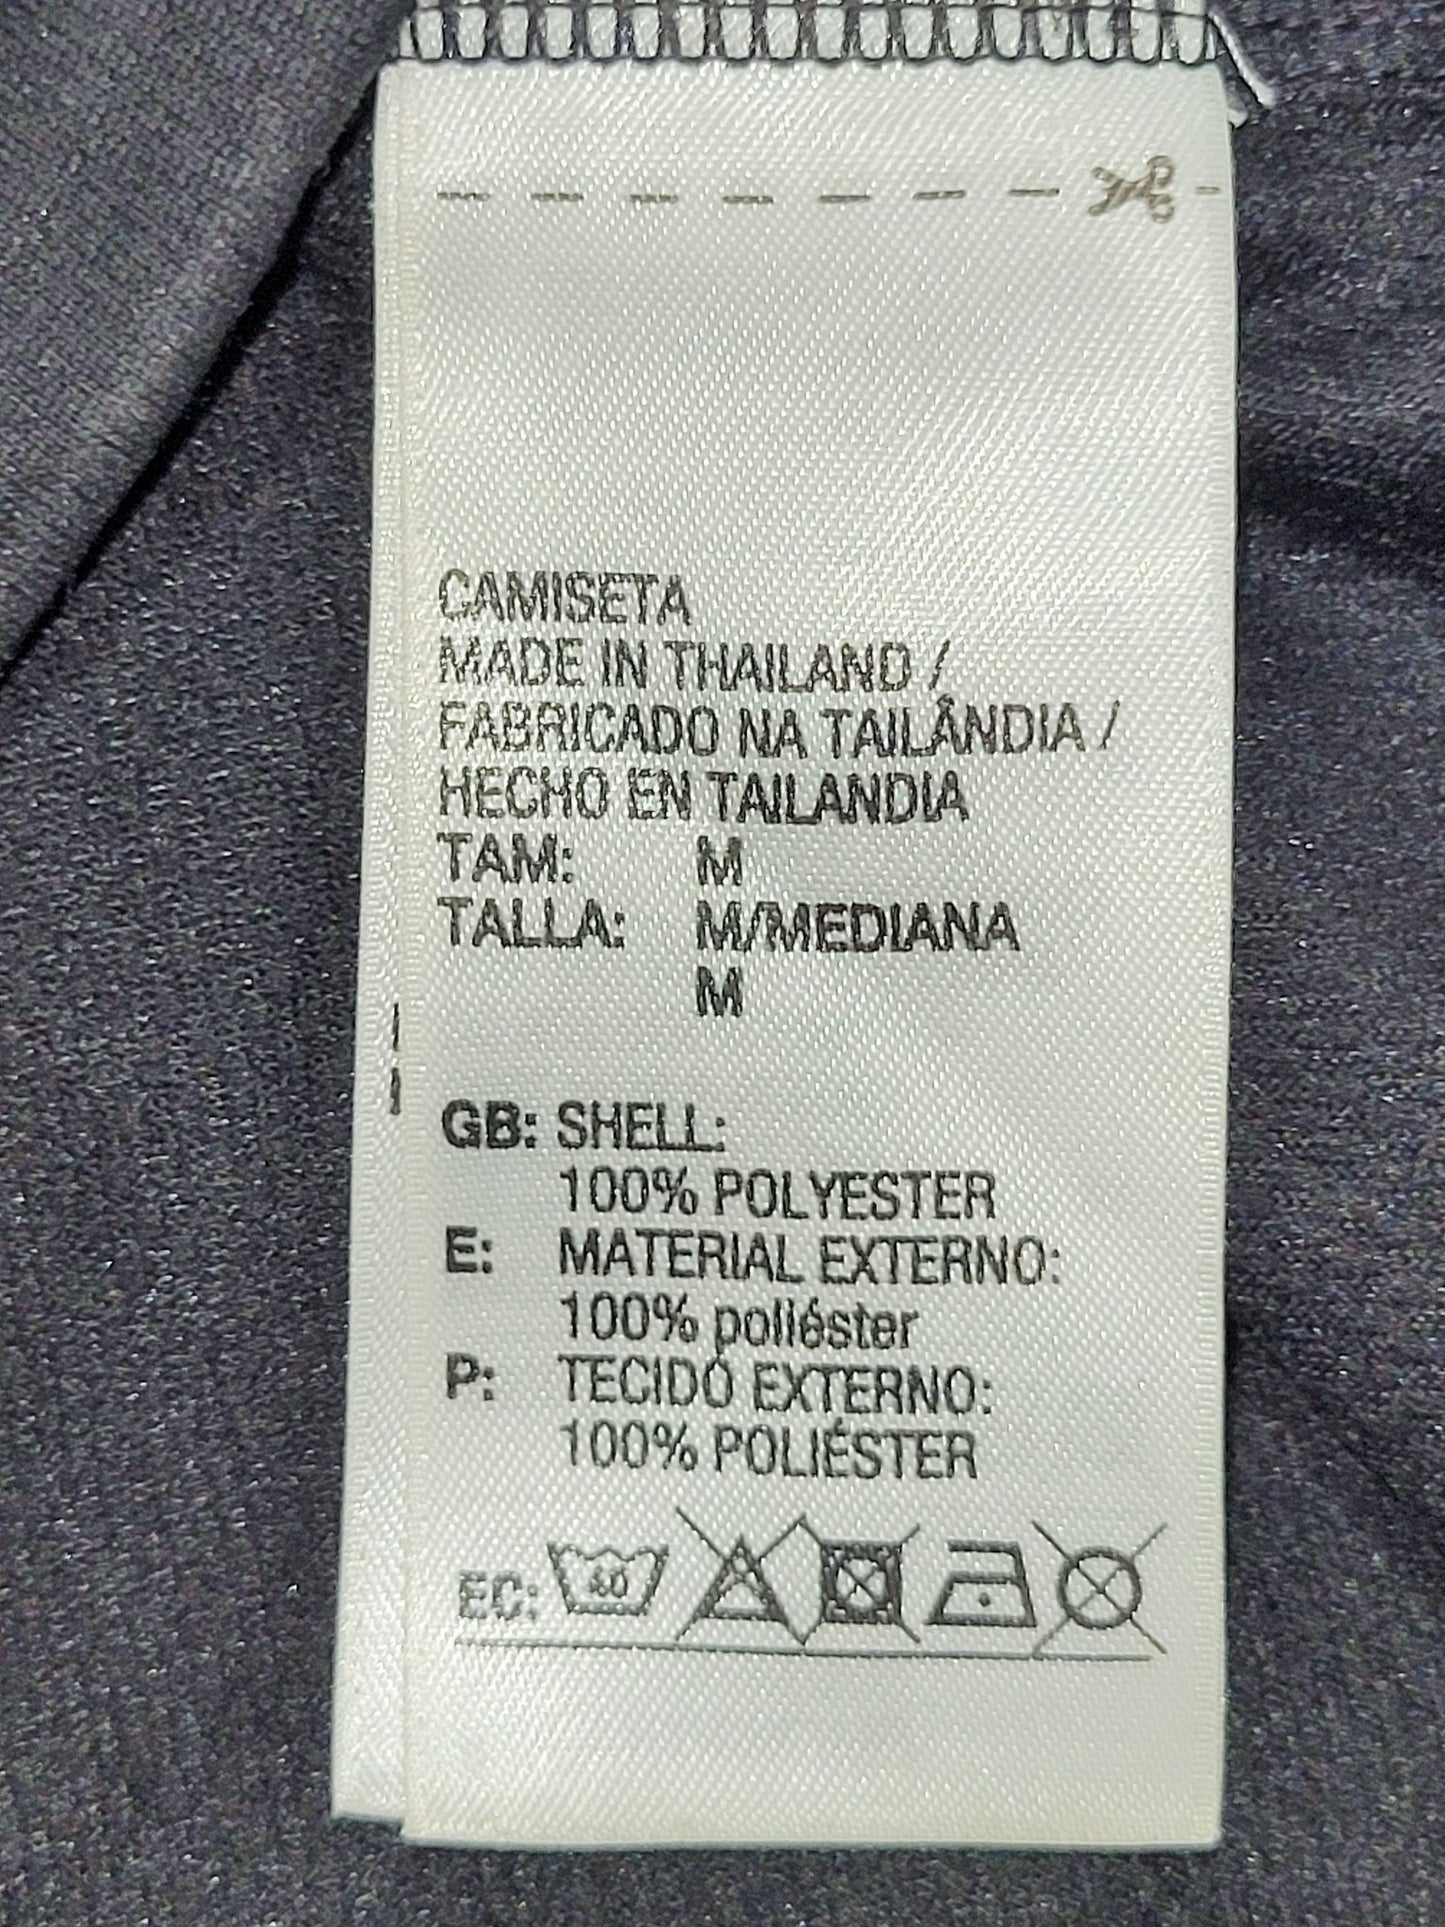 CAMISETA
MADE IN THAILAND /
FABRICADO NA TAILÂNDIA /
HECHO EN TAILANDIA
TAM: M
TALLA: M/MEDIANA
M
GB: SHELL:
100% POLYESTER
E: MATERIAL EXTERNO:
100% poliéster
P: TECIDO EXTERNO:
100% POLIÉSTER
EC: 40